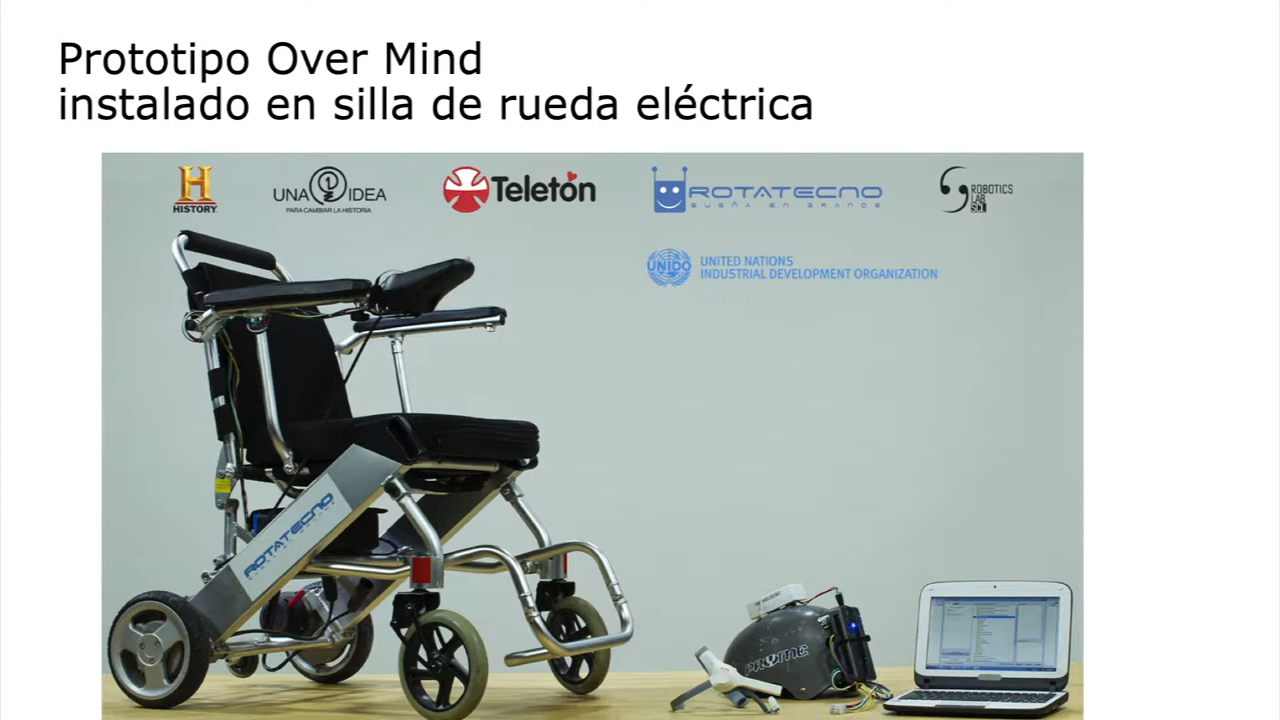 Prototipo Over Mind
instalado en silla de rueda eléctrica
H
HISTORY
UNA 1 IDEA
PARA CAMBIAR LA HISTORIA
Teletón
ROTATECNO
SUEÑA EN GRANDE
ROBOTICS
LAB
SCL
UNIDO
UNITED NATIONS
INDUSTRIAL DEVELOPMENT ORGANIZATION
ROTATECNO